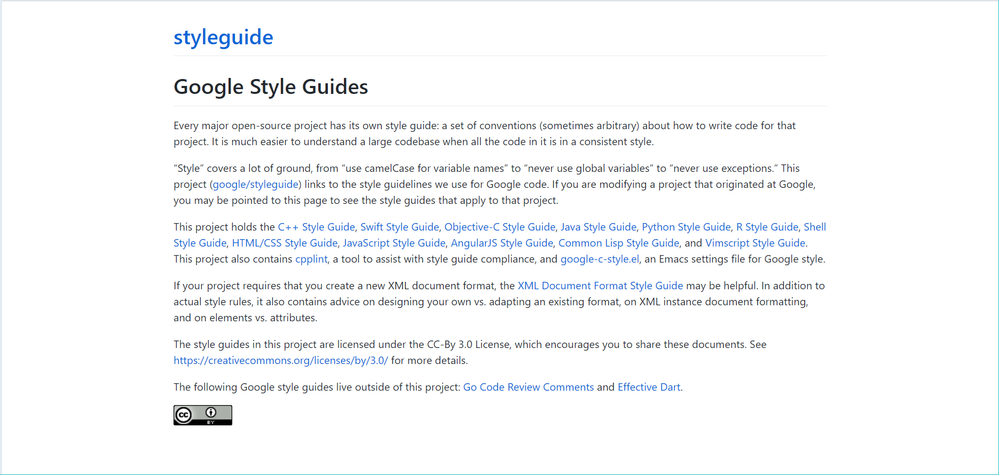 styleguide
Google Style Guides
Every major open-source project has its own style guide: a set of conventions (sometimes arbitrary) about how to write code for that
project. It is much easier to understand a large codebase when all the code in it is in a consistent style.
“Style” covers a lot of ground, from “use camelCase for variable names” to “never use global variables” to “never use exceptions.” This
project (google/styleguide) links to the style guidelines we use for Google code. If you are modifying a project that originated at Google,
you may be pointed to this page to see the style guides that apply to that project.
This project holds the C++ Style Guide, Swift Style Guide, Objective-C Style Guide, Java Style Guide, Python Style Guide, R Style Guide, Shell
Style Guide, HTML/CSS Style Guide, JavaScript Style Guide, AngularJS Style Guide, Common Lisp Style Guide, and Vimscript Style Guide.
This project also contains cpplint, a tool to assist with style guide compliance, and google-c-style.el, an Emacs settings file for Google style.
If your project requires that you create a new XML document format, the XML Document Format Style Guide may be helpful. In addition to
actual style rules, it also contains advice on designing your own vs. adapting an existing format, on XML instance document formatting,
and on elements vs. attributes.
The style guides in this project are licensed under the CC-By 3.0 License, which encourages you to share these documents. See
https://creativecommons.org/licenses/by/3.0/ for more details.
The following Google style guides live outside of this project: Go Code Review Comments and Effective Dart.
cc
BY